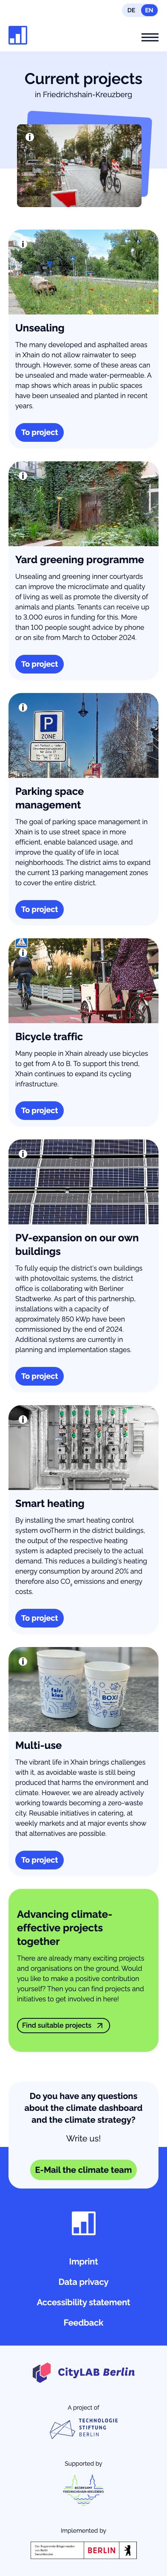 DE EN
Current projects
in Friedrichshain-Kreuzberg
Unsealing
The many developed and asphalted areas
in Xhain do not allow rainwater to seep
through. However, some of these areas can
be unsealed and made water-permeable. A
map shows which areas in public spaces
have been unsealed and planted in recent
years.
To project
Yard greening programme
Unsealing and greening inner courtyards
can improve the microclimate and quality
of living as well as promote the diversity of
animals and plants. Tenants can receive up
to 3,000 euros in funding for this. More
than 100 people sought advice by phone
or on site from March to October 2024.
To project
P
ZONE
Parking space
management
The goal of parking space management in
Xhain is to use street space in more
efficient, enable balanced usage, and
improve the quality of life in local
neighborhoods. The district aims to expand
the current 13 parking management zones
to cover the entire district.
To project
Bicycle traffic
Many people in Xhain already use bicycles
to get from A to B. To support this trend,
Xhain continues to expand its cycling
infrastructure.
To project
PV-expansion on our own
buildings
To fully equip the district's own buildings
with photovoltaic systems, the district
office is collaborating with Berliner
Stadtwerke. As part of this partnership,
installations with a capacity of
approximately 850 kWp have been
commissioned by the end of 2024.
Additional systems are currently in
planning and implementation stages.
To project
Smart heating
By installing the smart heating control
system ovoTherm in the district buildings,
the output of the respective heating
system is adapted precisely to the actual
demand. This reduces a building's heating
energy consumption by around 20% and
therefore also CO₂ emissions and energy
costs.
To project
fair.
kiez
BOXI
Multi-use
The vibrant life in Xhain brings challenges
with it, as avoidable waste is still being
produced that harms the environment and
climate. However, we are already actively
working towards becoming a zero-waste
city. Reusable initiatives in catering, at
weekly markets and at major events show
that alternatives are possible.
To project
Advancing climate-
effective projects
together
There are already many exciting projects
and organisations on the ground. Would
you like to make a positive contribution
yourself? Then you can find projects and
initiatives to get involved in here!
Find suitable projects
Do you have any questions
about the climate dashboard
and the climate strategy?
Write us!
E-Mail the climate team
Imprint
Data privacy
Accessibility statement
Feedback
CityLAB Berlin
A project of
TECHNOLOGIE
STIFTUNG
BERLIN
Supported by
FRIEDRICHSHAIN-KREUZBERG
Implemented by
BERLIN